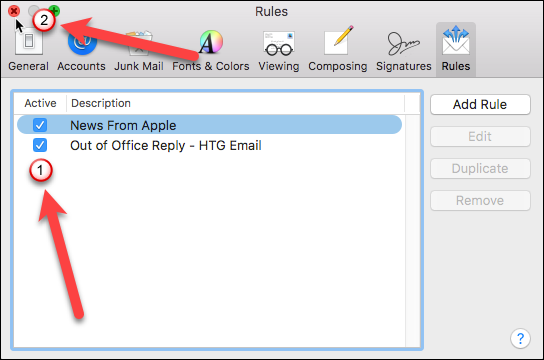 Rules
2
General Accounts Junk Mail Fonts & Colors Viewing Composing Signatures Rules
Active Description
News From Apple
Out of Office Reply - HTG Email
1
Add Rule
Edit
Duplicate
Remove
?